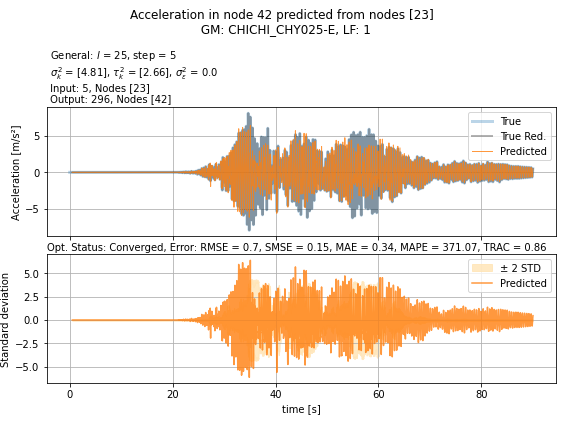 Acceleration in node 42 predicted from nodes [23]
GM: CHICHI_CHY025-E, LF: 1
General: l = 25, step = 5
σ²ₖ = [4.81], τ²ₖ = [2.66], σ²ε = 0.0
Input: 5, Nodes [23]
Output: 296, Nodes [42]
Acceleration [m/s²]
5
0
−5
True
True Red.
Predicted
Opt. Status: Converged, Error: RMSE = 0.7, SMSE = 0.15, MAE = 0.34, MAPE = 371.07, TRAC = 0.86
Standard deviation
5.0
2.5
0.0
−2.5
−5.0
± 2 STD
Predicted
0 20 40 60 80
time [s]